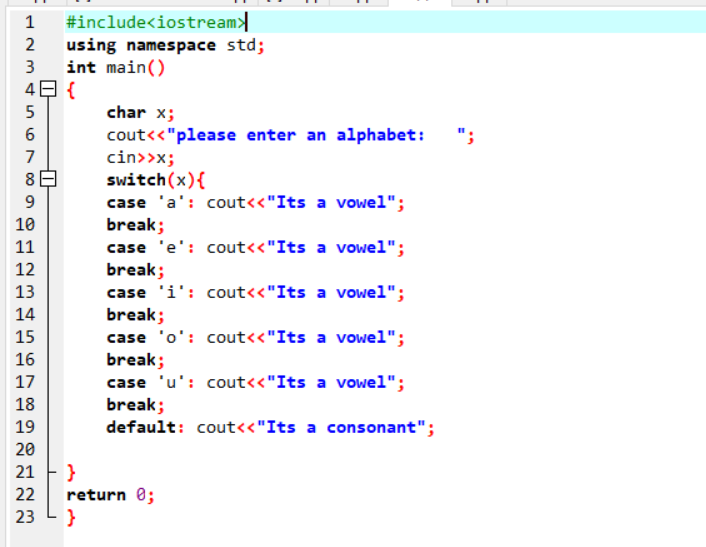 1 #include<iostream>
2 using namespace std;
3 int main()
4 {
5 char x;
6 cout<<"please enter an alphabet:   ";
7 cin>>x;
8 switch(x){
9 case 'a': cout<<"Its a vowel";
10 break;
11 case 'e': cout<<"Its a vowel";
12 break;
13 case 'i': cout<<"Its a vowel";
14 break;
15 case 'o': cout<<"Its a vowel";
16 break;
17 case 'u': cout<<"Its a vowel";
18 break;
19 default: cout<<"Its a consonant";
20
21 }
22 return 0;
23 }